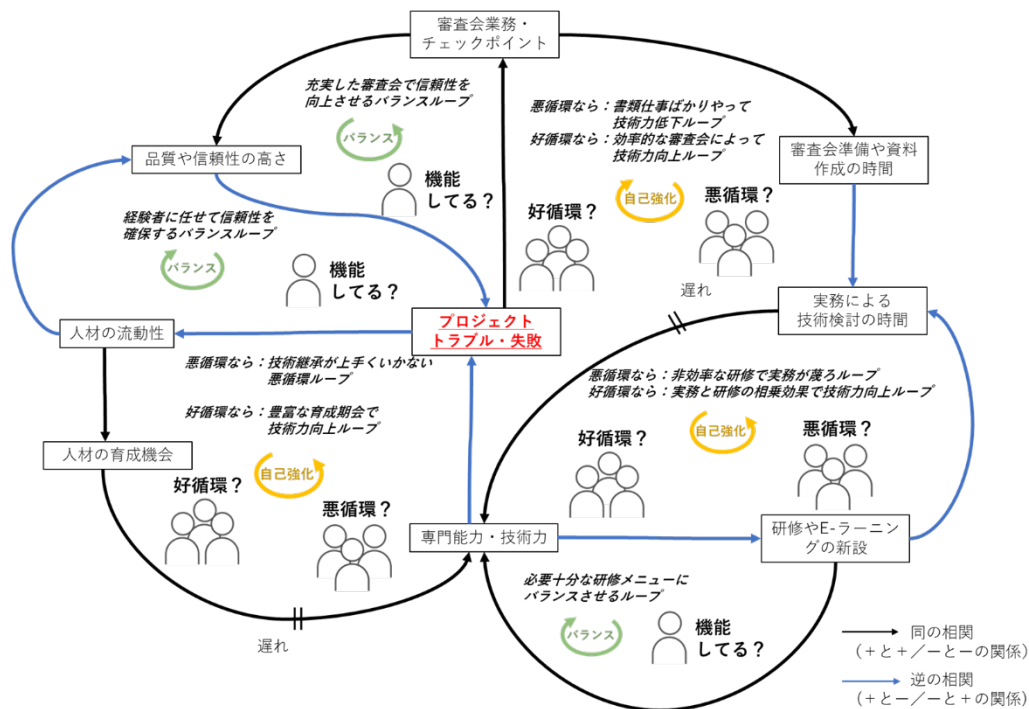 審査会業務・
チェックポイント
充実した審査会で信頼性を
向上させるバランスループ
バランス
機能
してる？
悪循環なら：書類仕事ばかりやって
技術力低下ループ
好循環なら：効率的な審査会によって
技術力向上ループ
自己強化
好循環？
悪循環？
審査会準備や資料
作成の時間
品質や信頼性の高さ
経験者に任せて信頼性を
確保するバランスループ
バランス
機能
してる？
遅れ
実務による
技術検討の時間
人材の流動性
プロジェクト
トラブル・失敗
悪循環なら：技術継承が上手くいかない
悪循環ループ
好循環なら：豊富な育成期会で
技術力向上ループ
自己強化
好循環？
悪循環？
悪循環なら：非効率な研修で実務が蔑ろループ
好循環なら：実務と研修の相乗効果で技術力向上ループ
自己強化
好循環？
悪循環？
人材の育成機会
専門能力・技術力
研修やE-ラーニン
グの新設
必要十分な研修メニューに
バランスさせるループ
バランス
機能
してる？
遅れ
同の相関
（＋と＋／ーとーの関係）
逆の相関
（＋とー／ーと＋の関係）